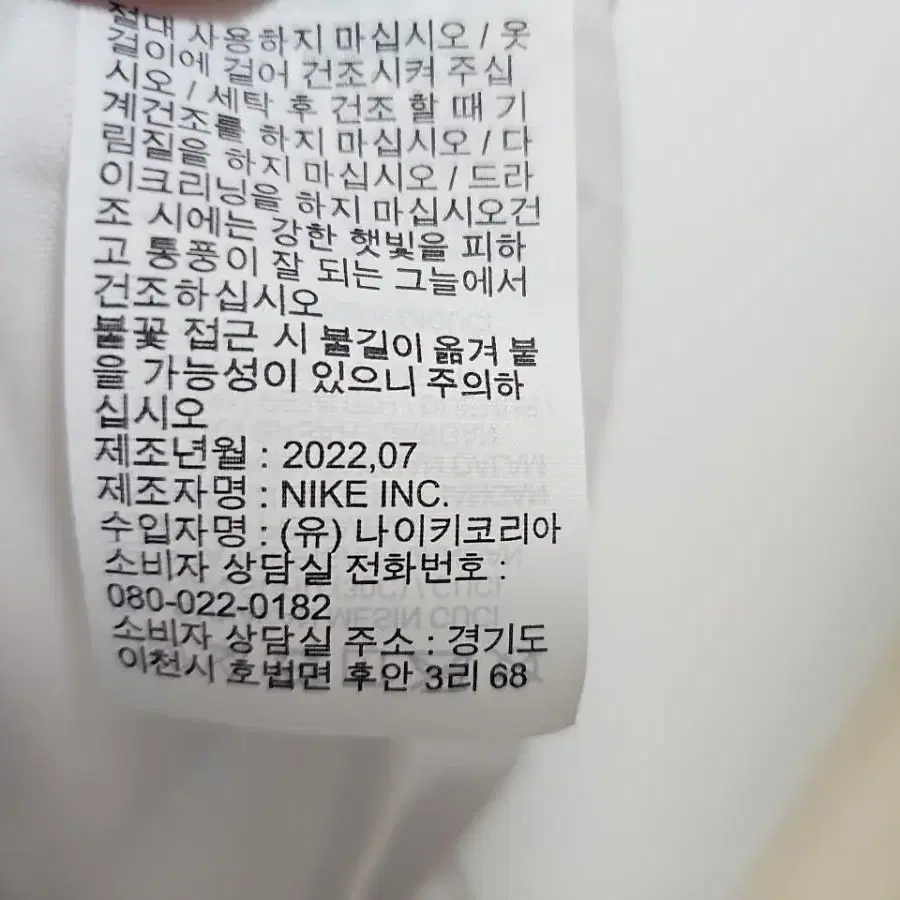 절대 사용하지 마십시오 / 옷
걸이에 걸어 건조시켜 주십
시오 / 세탁 후 건조 할 때 기
계건조를 하지 마십시오 / 다
림질을 하지 마십시오 / 드라
이크리닝을 하지 마십시오건
조 시에는 강한 햇빛을 피하
고 통풍이 잘 되는 그늘에서
건조하십시오
불꽃 접근 시 불길이 옮겨 붙
을 가능성이 있으니 주의하
십시오
제조년월 : 2022,07
제조자명 : NIKE INC.
수입자명 : (유) 나이키코리아
소비자 상담실 전화번호 :
080-022-0182
소비자 상담실 주소 : 경기도
이천시 호법면 후안 3리 68